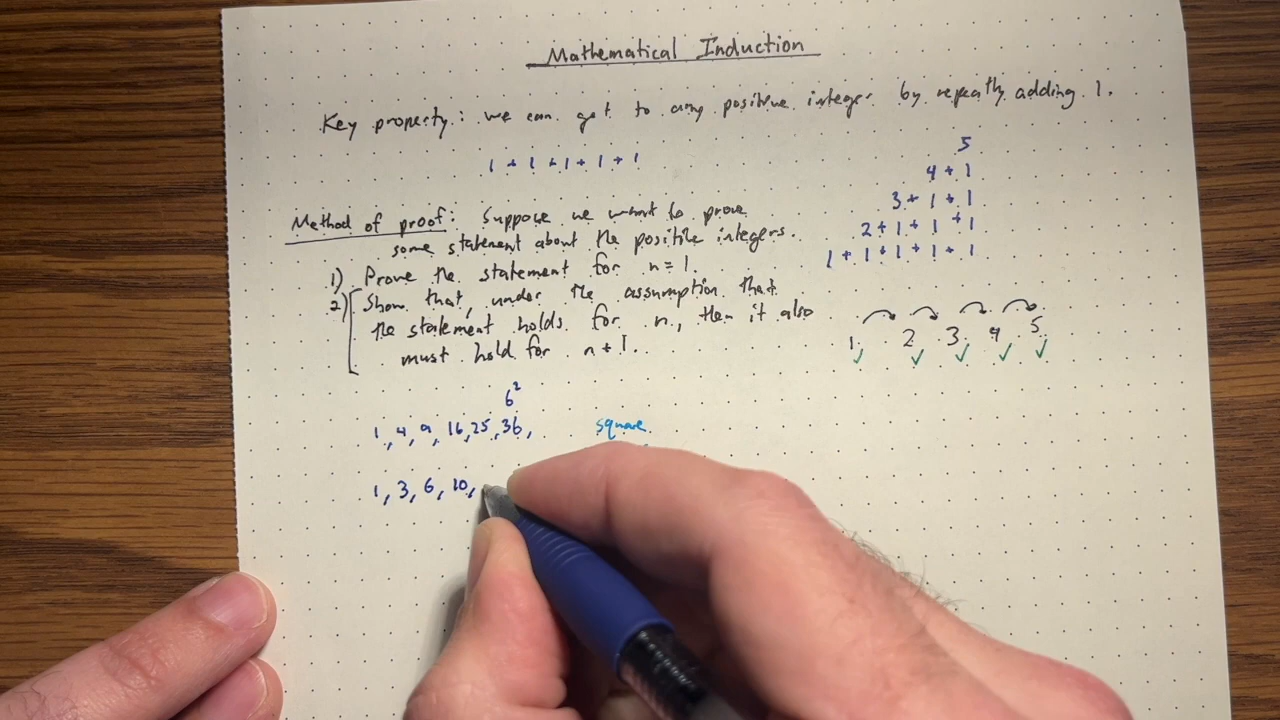 Mathematical Induction
Key property: we can get to any positive integer by repeatly adding 1.
1 + 1 + 1 + 1 + 1
5
4 + 1
3 + 1 + 1
2 + 1 + 1 + 1
1 + 1 + 1 + 1 + 1
Method of proof: Suppose we want to prove
some statement about the positive integers.
1) Prove the statement for n = 1.
2) Show that, under the assumption that
the statement holds for n, then it also
must hold for n + 1.
1 2 3 4 5
6²
1, 4, 9, 16, 25, 36,
square
1, 3, 6, 10,